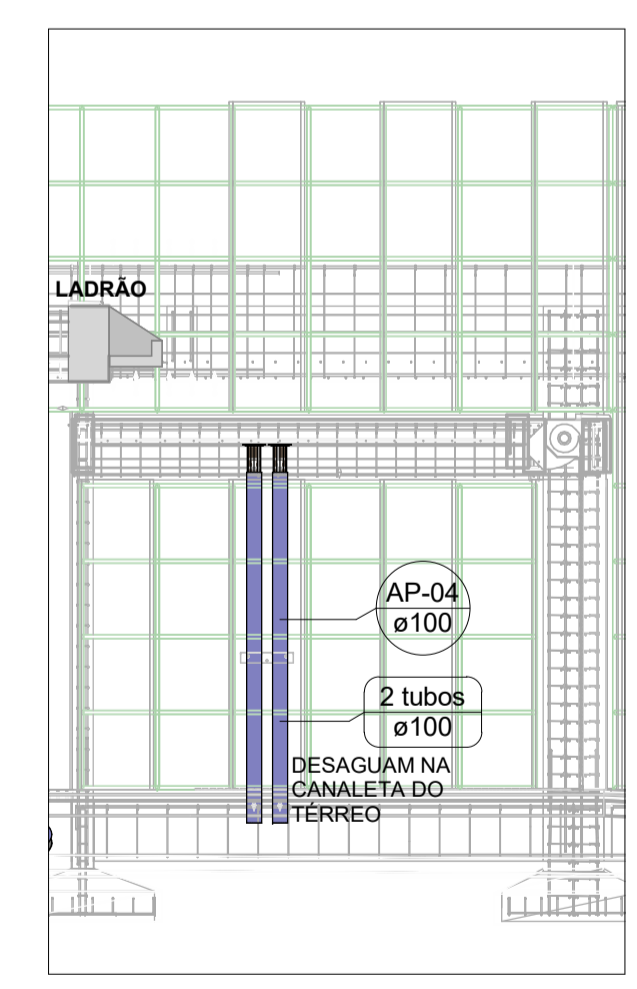 LADRÃO
AP-04
ø100
2 tubos
ø100
DESAGUAM NA
CANALETA DO
TÉRREO